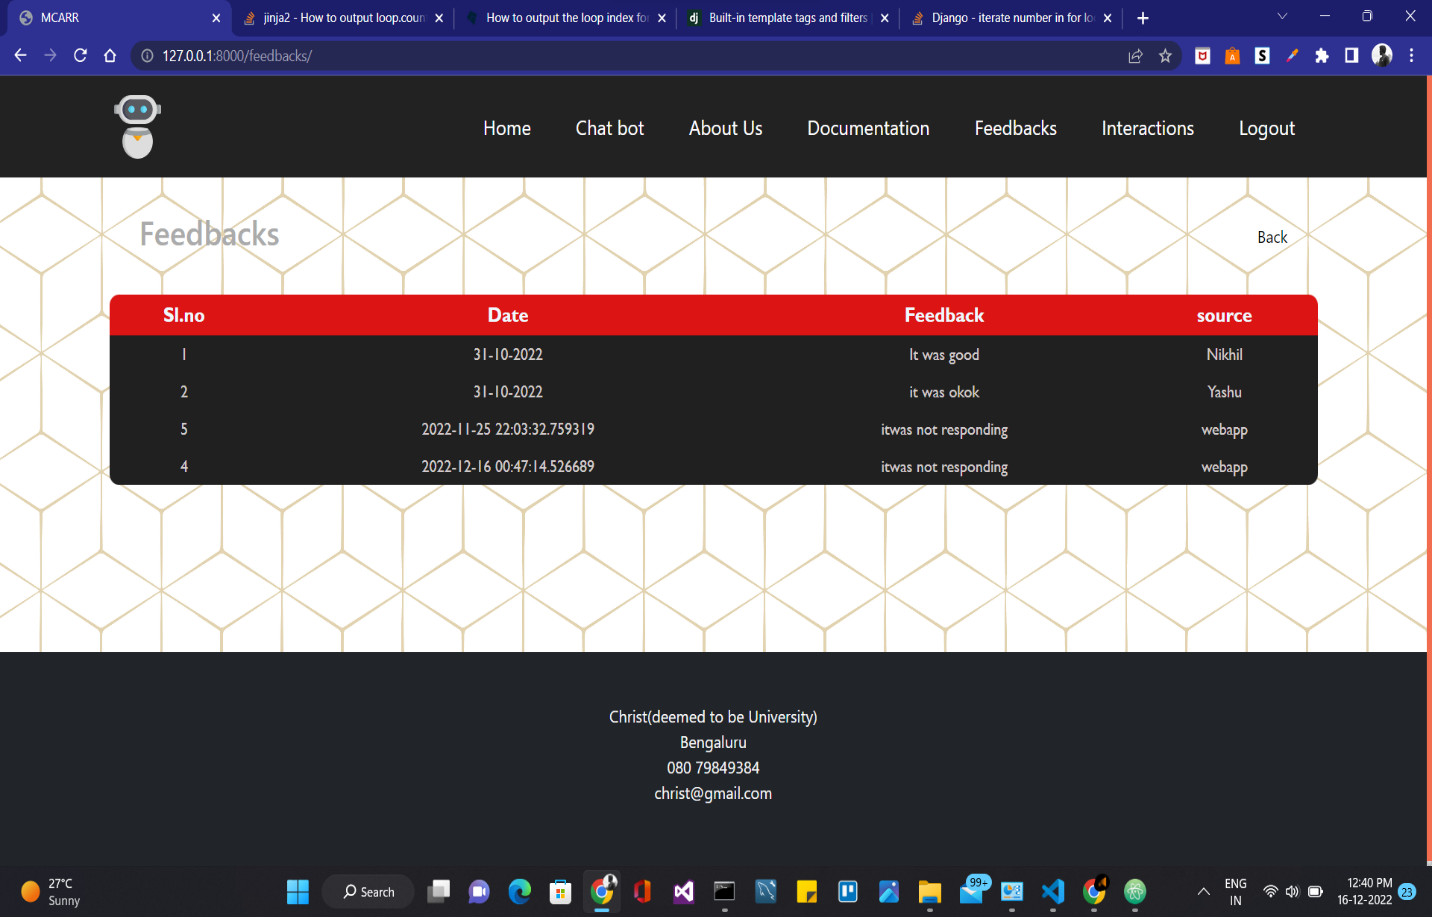 MCARR
jinja2 - How to output loop.coun
How to output the loop index for
dj Built-in template tags and filters
Django - iterate number in for lo
127.0.0.1:8000/feedbacks/
Home Chat bot About Us Documentation Feedbacks Interactions Logout
Feedbacks
Back
Sl.no Date Feedback source
1 31-10-2022 It was good Nikhil
2 31-10-2022 it was okok Yashu
5 2022-11-25 22:03:32.759319 itwas not responding webapp
4 2022-12-16 00:47:14.526689 itwas not responding webapp
Christ(deemed to be University)
Bengaluru
080 79849384
christ@gmail.com
27°C
Sunny
Search
99+
ENG
IN
12:40 PM
16-12-2022
23